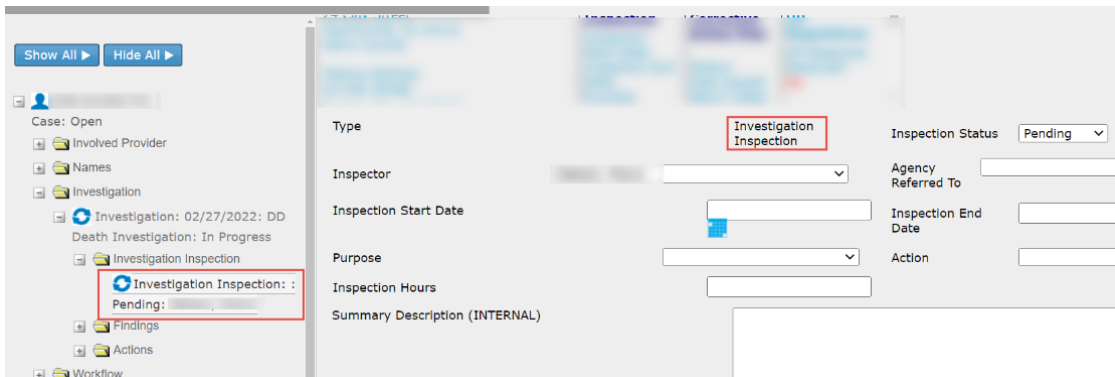 Show All
Hide All
Case: Open
Involved Provider
Names
Investigation
Investigation: 02/27/2022: DD
Death Investigation: In Progress
Investigation Inspection
Investigation Inspection: :
Pending:
Findings
Actions
Workflow
Type
Investigation
Inspection
Inspection Status
Pending
Inspector
Agency
Referred To
Inspection Start Date
Inspection End
Date
Purpose
Action
Inspection Hours
Summary Description (INTERNAL)